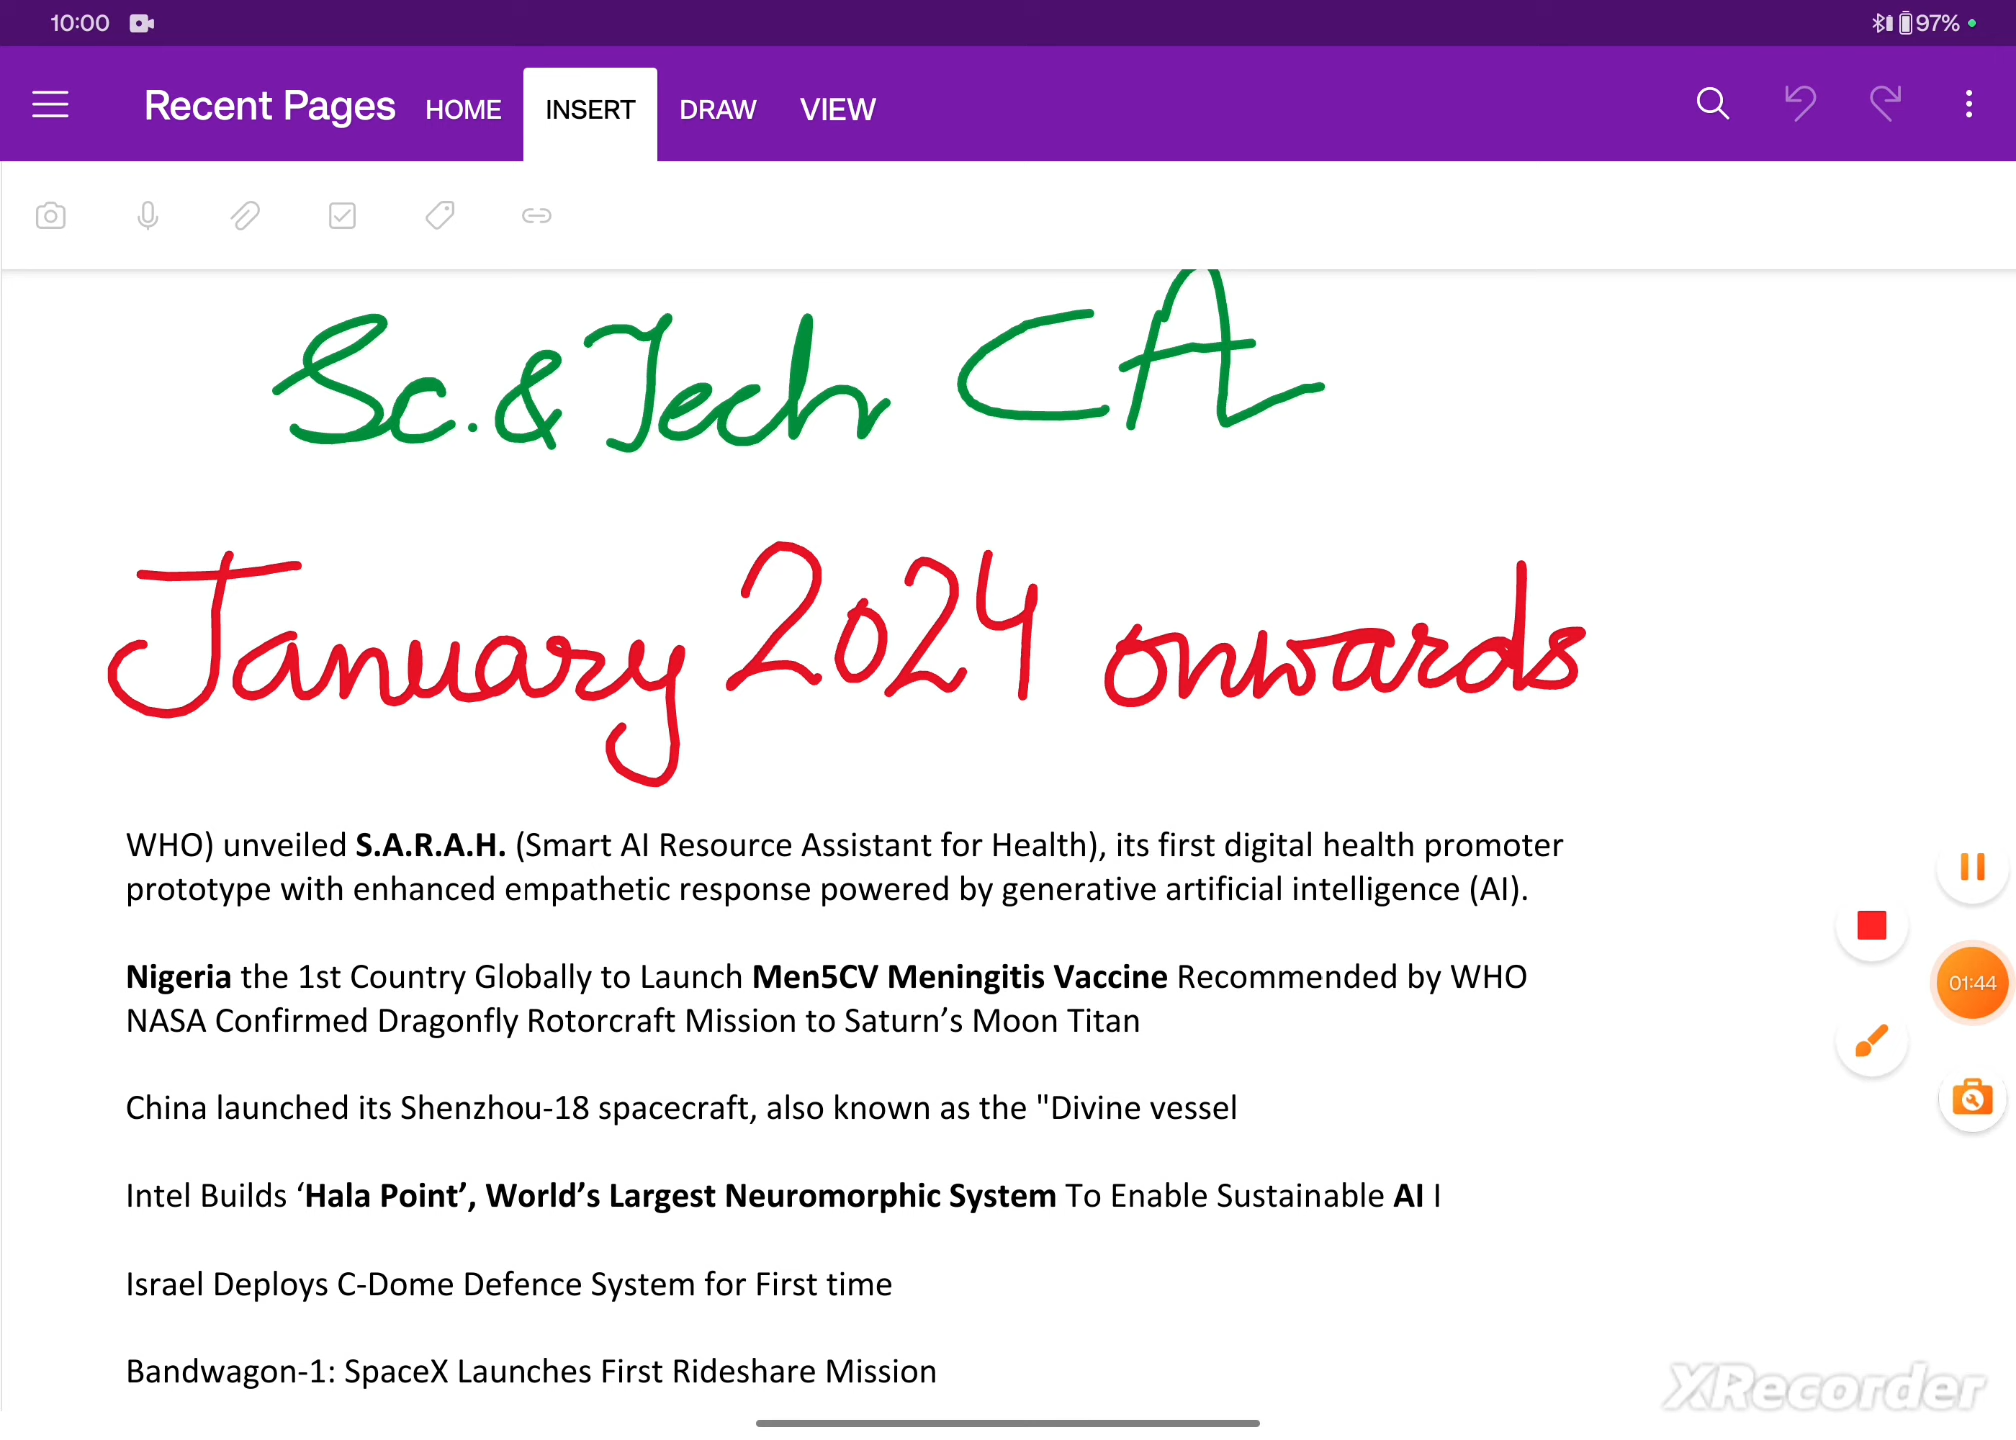 10:00 97%
Recent Pages HOME INSERT DRAW VIEW
Sc. & Tech CA
January 2024 onwards
WHO) unveiled S.A.R.A.H. (Smart AI Resource Assistant for Health), its first digital health promoter
prototype with enhanced empathetic response powered by generative artificial intelligence (AI).
Nigeria the 1st Country Globally to Launch Men5CV Meningitis Vaccine Recommended by WHO
NASA Confirmed Dragonfly Rotorcraft Mission to Saturn’s Moon Titan
China launched its Shenzhou-18 spacecraft, also known as the "Divine vessel
Intel Builds ‘Hala Point’, World’s Largest Neuromorphic System To Enable Sustainable AI I
Israel Deploys C-Dome Defence System for First time
Bandwagon-1: SpaceX Launches First Rideshare Mission
01:44
XRecorder